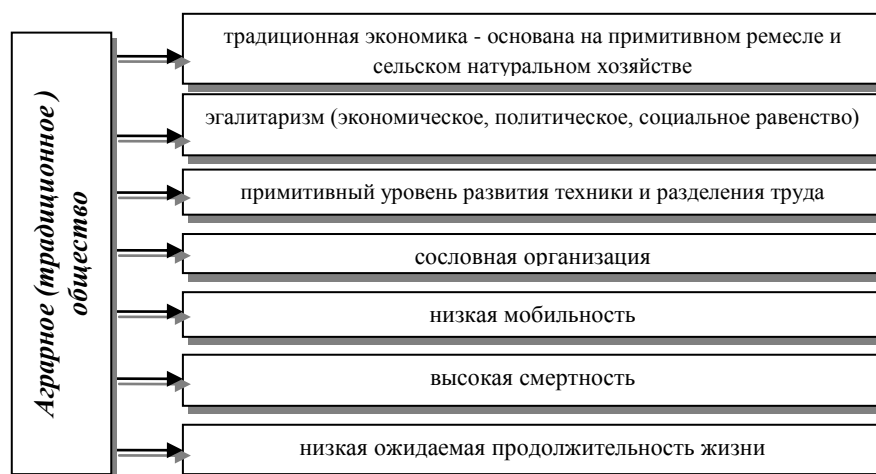 Аграрное (традиционное )
общество
традиционная экономика - основана на примитивном ремесле и
сельском натуральном хозяйстве
эгалитаризм (экономическое, политическое, социальное равенство)
примитивный уровень развития техники и разделения труда
сословная организация
низкая мобильность
высокая смертность
низкая ожидаемая продолжительность жизни